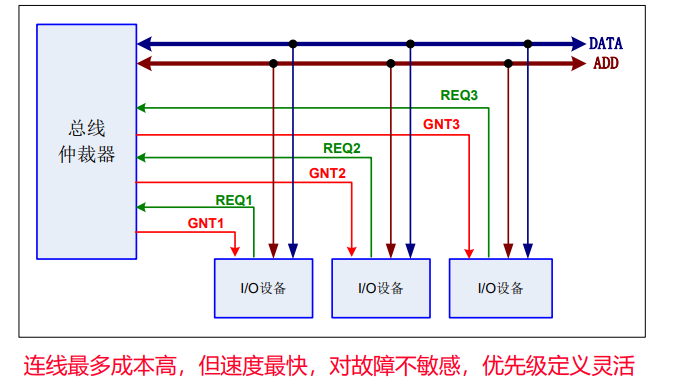 DATA
ADD
总线
仲裁器
REQ3
GNT3
REQ2
GNT2
REQ1
GNT1
I/O设备
I/O设备
I/O设备
连线最多成本高，但速度最快，对故障不敏感，优先级定义灵活